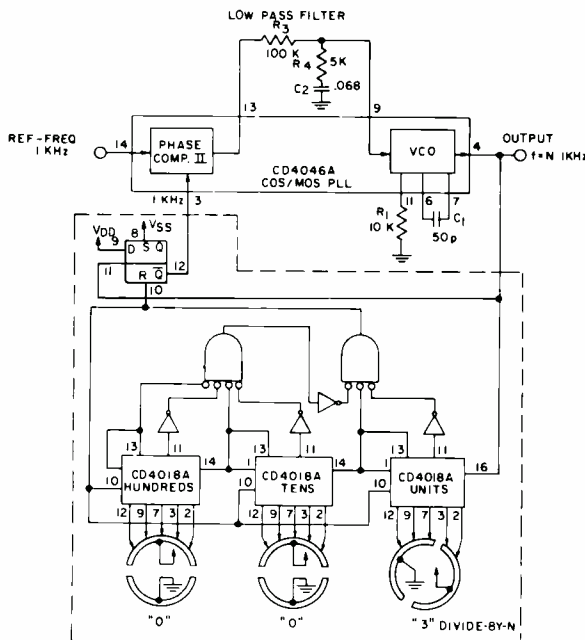 LOW PASS FILTER
R3
100 K
R4
5K
C2
.068
13
9
REF-FREQ
1 KHz
14
PHASE
COMP. II
VCO
4
OUTPUT
f=N 1KHz
CD4046A
COS/MOS PLL
11
6
7
1 KHz
3
R1
10 K
C1
50p
VDD
9
8
VSS
D
S
Q
11
12
R
Q̅
10
13
11
13
11
13
11
CD4018A
HUNDREDS
14
1
CD4018A
TENS
14
1
CD4018A
UNITS
16
10
10
10
12 9 7 3 2
12 9 7 3 2
12 9 7 3 2
"0"
"0"
"3" DIVIDE-BY-N